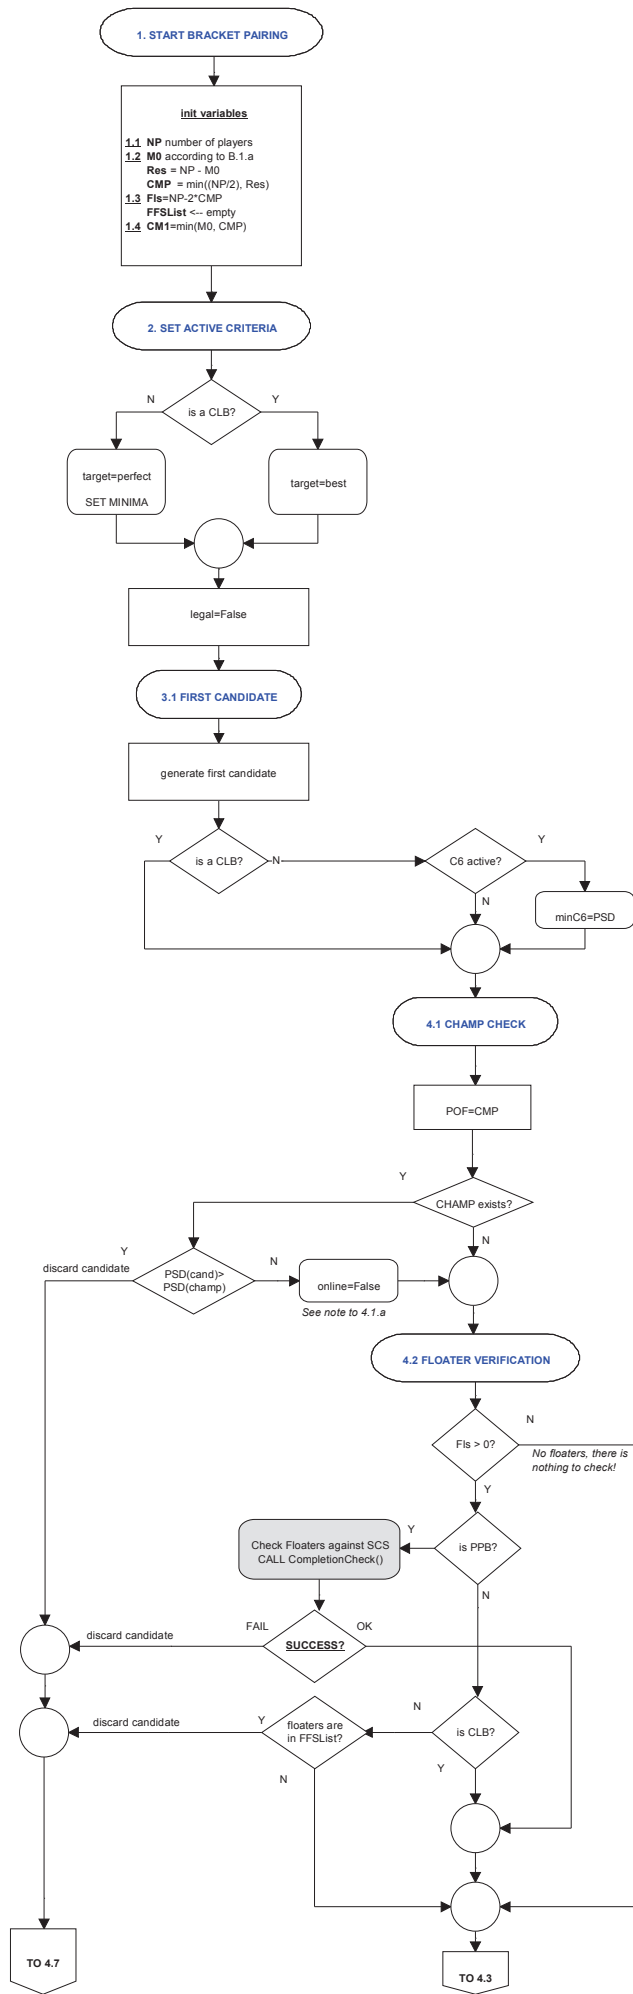 1. START BRACKET PAIRING
init variables
1.1 NP number of players
1.2 M0 according to B.1.a
Res = NP - M0
CMP = min((NP/2), Res)
1.3 Fls=NP-2*CMP
FFSList <-- empty
1.4 CM1=min(M0, CMP)
2. SET ACTIVE CRITERIA
N
is a CLB?
Y
target=perfect
SET MINIMA
target=best
legal=False
3.1 FIRST CANDIDATE
generate first candidate
Y
is a CLB?
N
C6 active?
Y
N
minC6=PSD
4.1 CHAMP CHECK
POF=CMP
Y
CHAMP exists?
N
Y
discard candidate
PSD(cand)>
PSD(champ)
N
online=False
See note to 4.1.a
4.2 FLOATER VERIFICATION
Fls > 0?
N
No floaters, there is
nothing to check!
Y
Check Floaters against SCS
CALL CompletionCheck()
Y
is PPB?
N
discard candidate
FAIL
SUCCESS?
OK
discard candidate
Y
floaters are
in FFSList?
N
N
is CLB?
Y
TO 4.7
TO 4.3